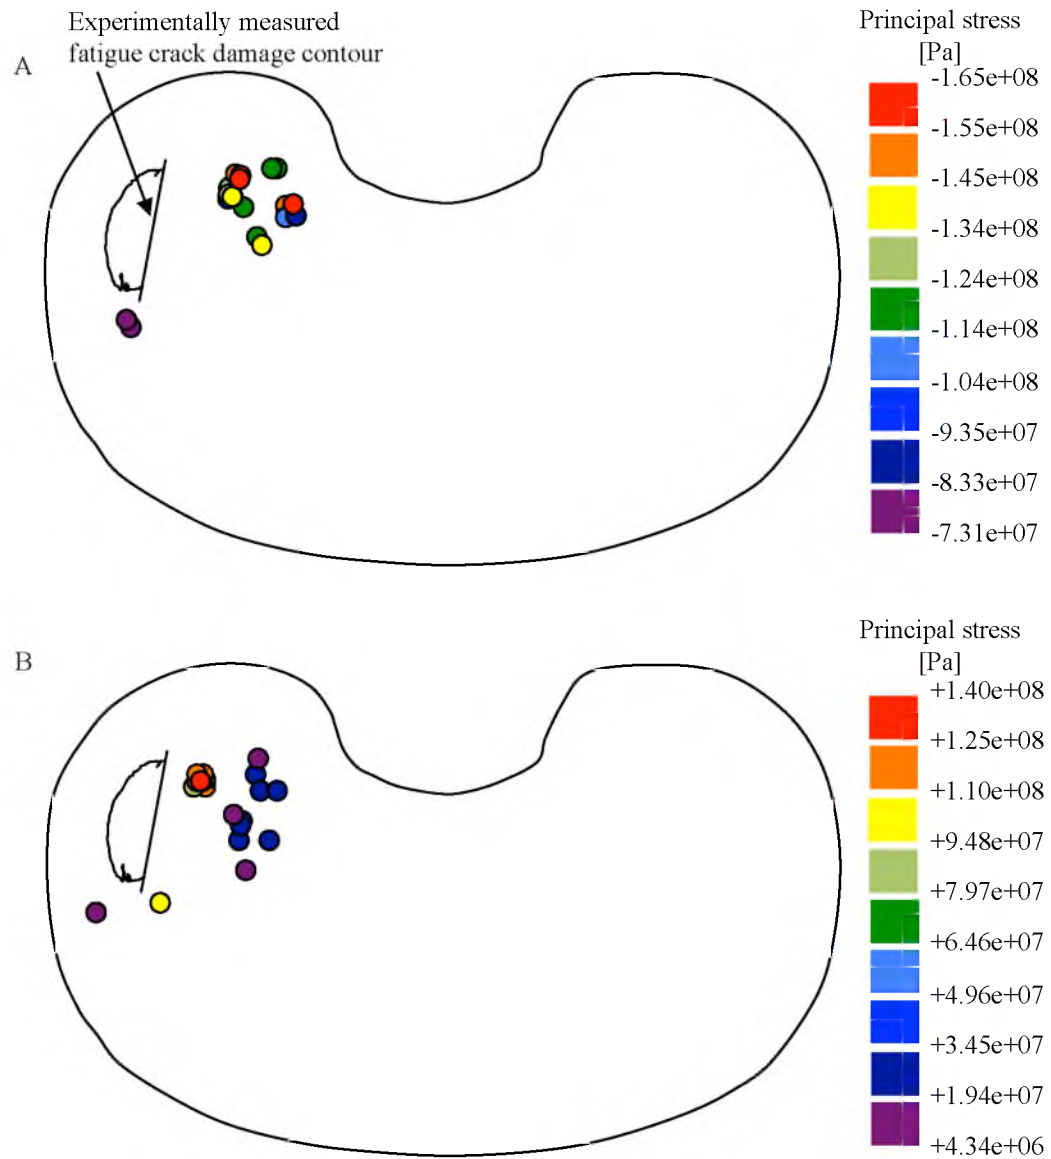 Experimentally measured
fatigue crack damage contour
A
Principal stress
[Pa]
-1.65e+08
-1.55e+08
-1.45e+08
-1.34e+08
-1.24e+08
-1.14e+08
-1.04e+08
-9.35e+07
-8.33e+07
-7.31e+07
B
Principal stress
[Pa]
+1.40e+08
+1.25e+08
+1.10e+08
+9.48e+07
+7.97e+07
+6.46e+07
+4.96e+07
+3.45e+07
+1.94e+07
+4.34e+06